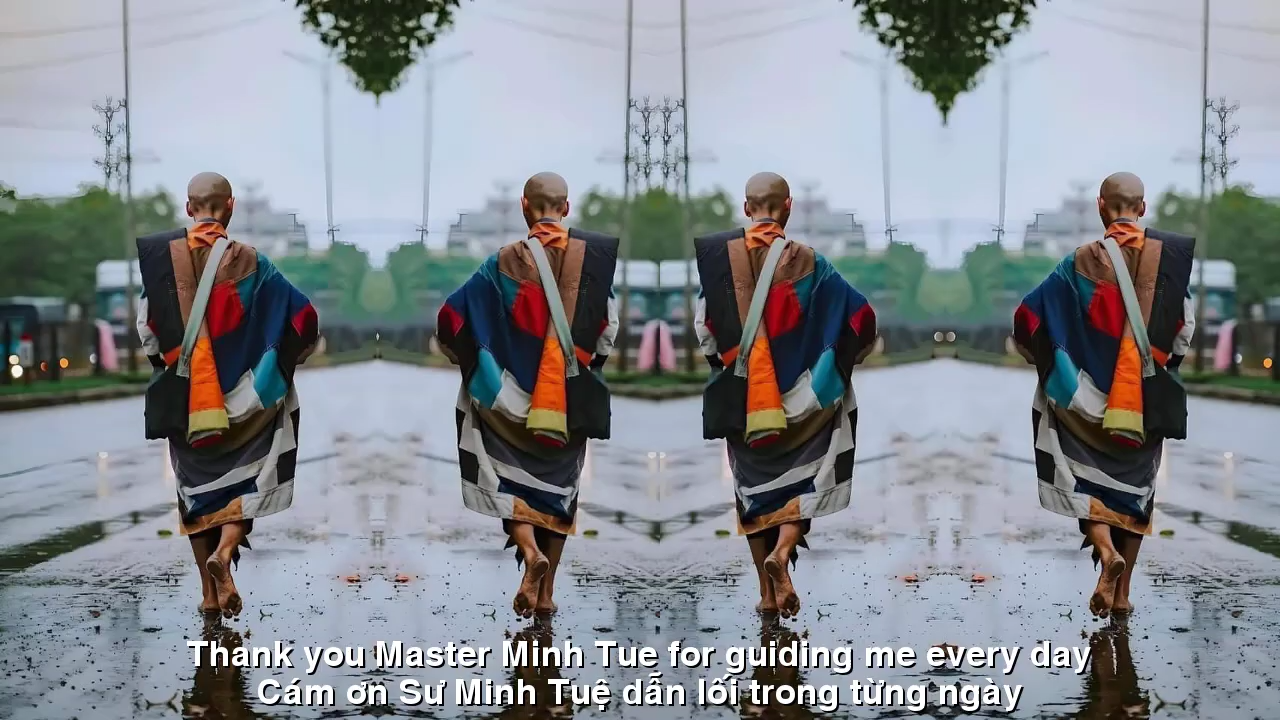 Thank you Master Minh Tue for guiding me every day
Cám ơn Sư Minh Tuệ dẫn lối trong từng ngày